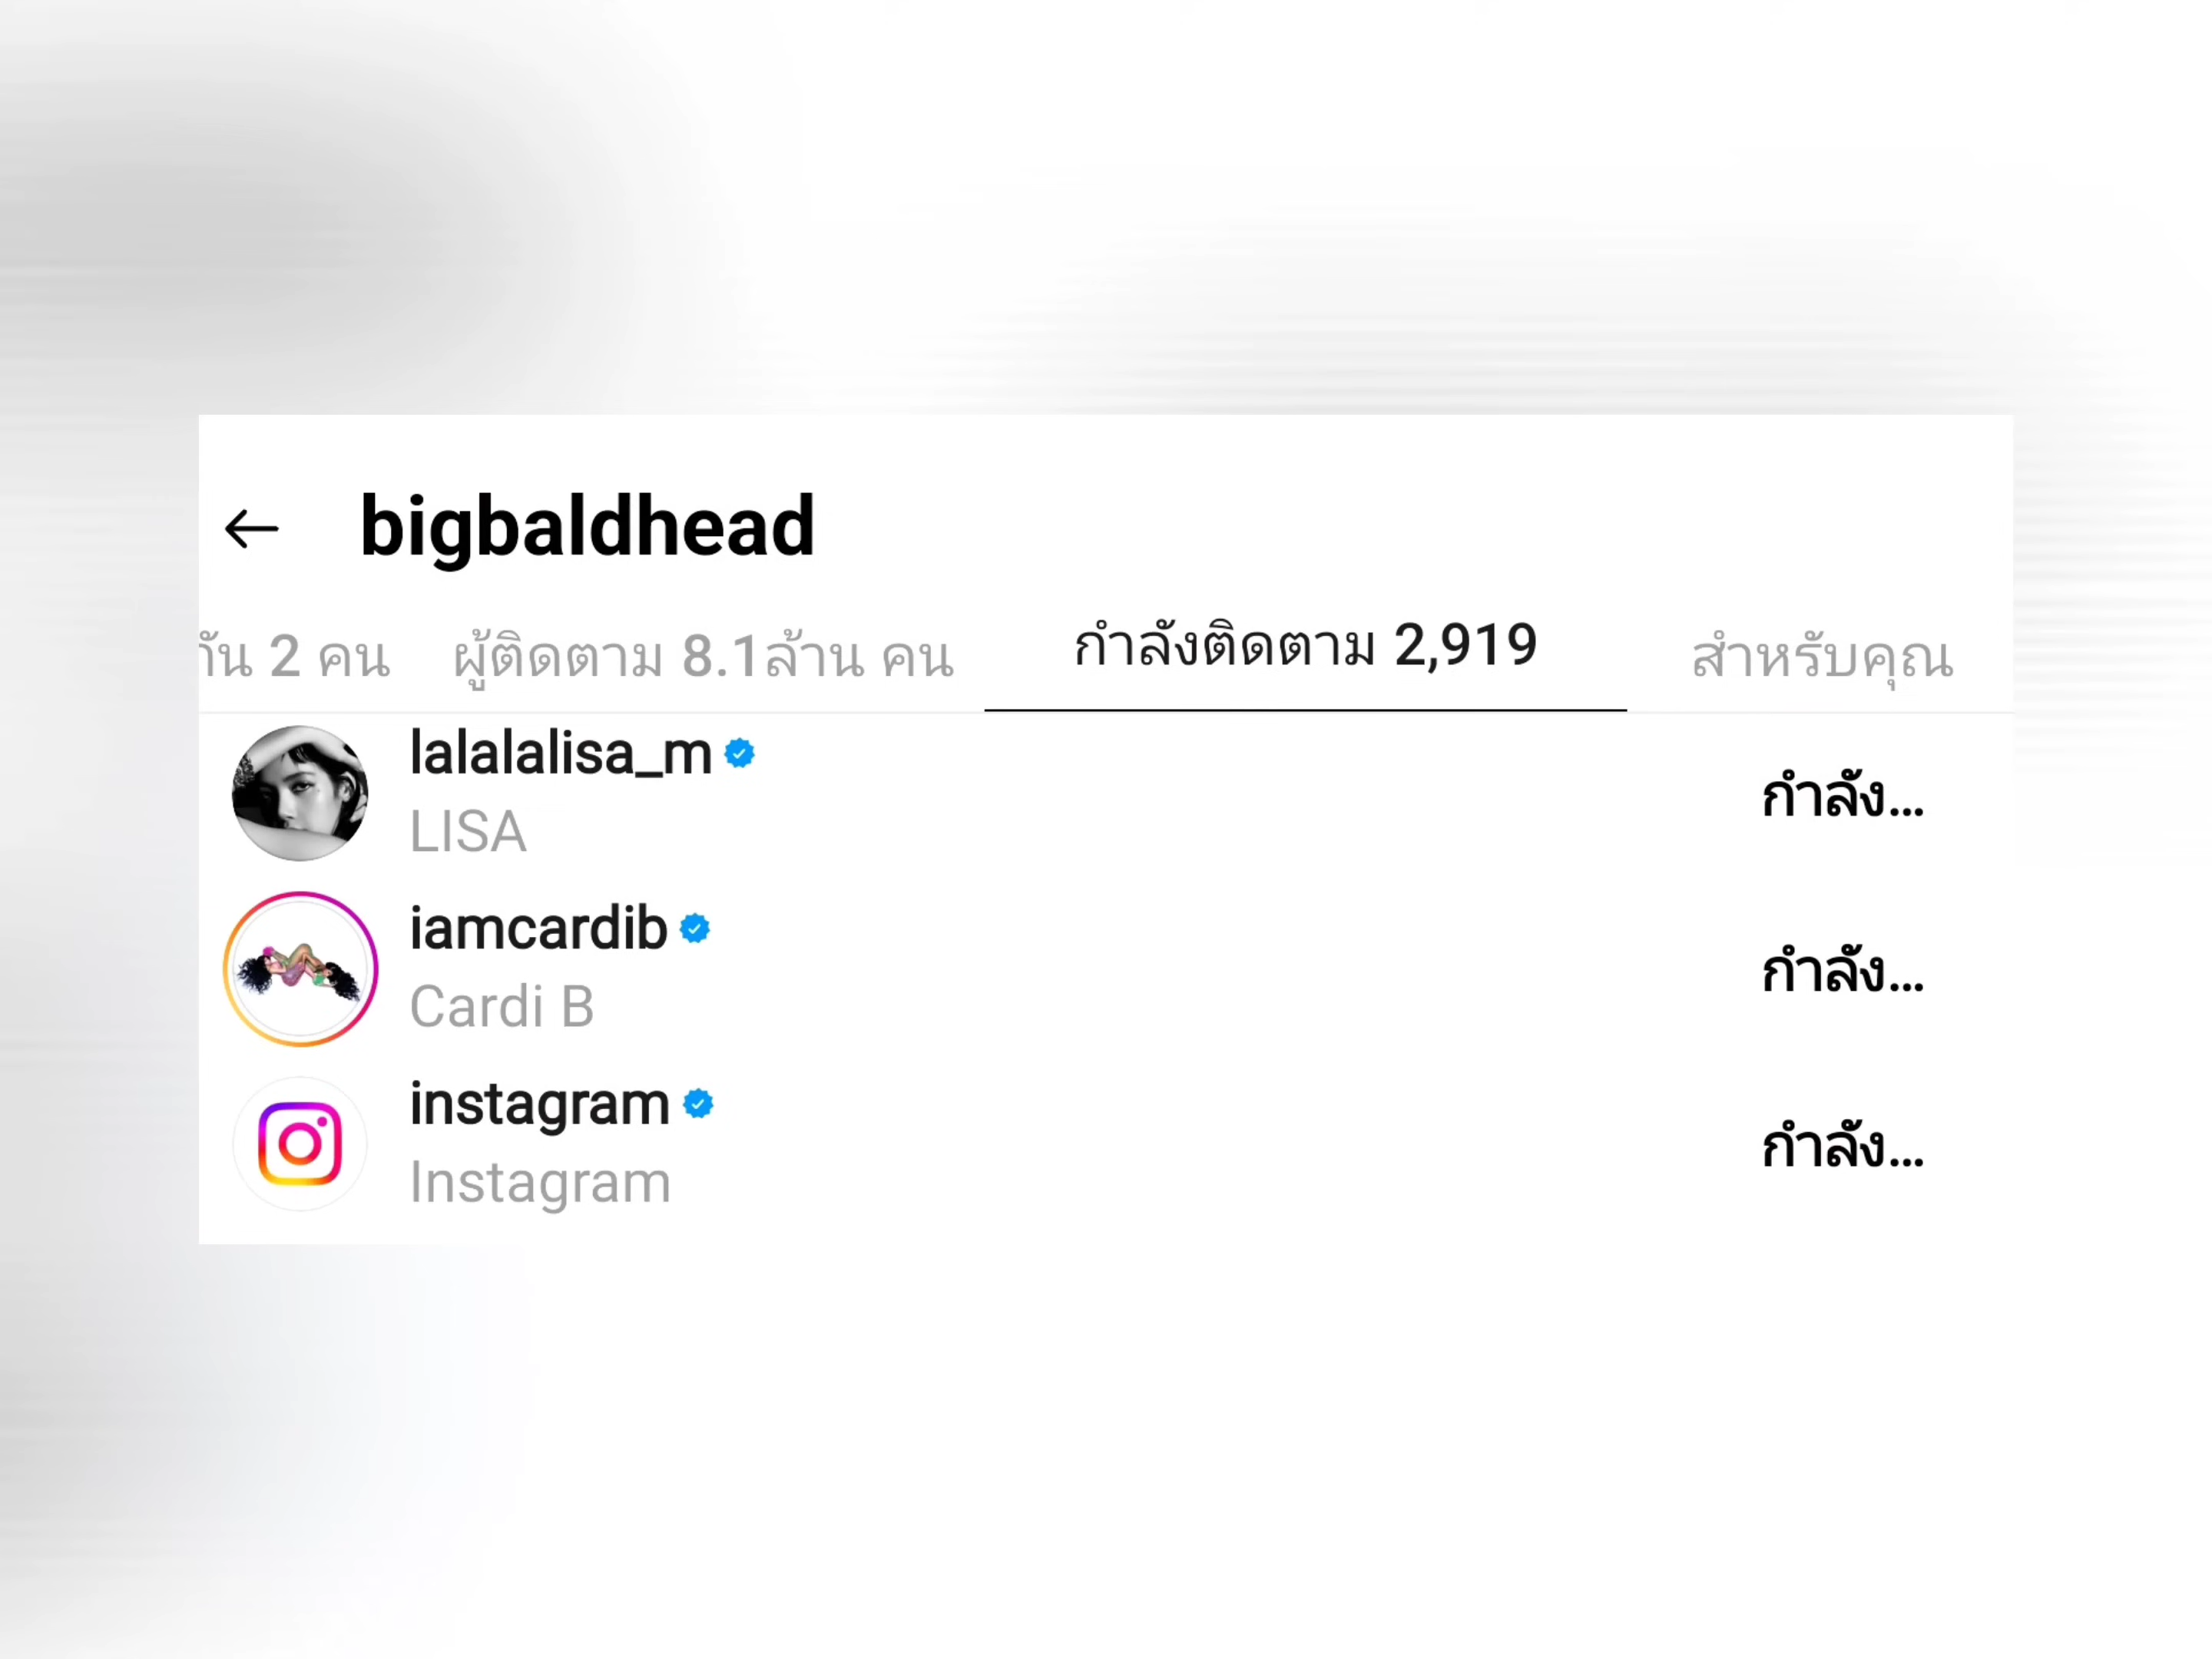 bigbaldhead
กัน 2 คน ผู้ติดตาม 8.1ล้าน คน กำลังติดตาม 2,919 สำหรับคุณ
lalalalisa_m
LISA
กำลัง...
iamcardib
Cardi B
กำลัง...
instagram
Instagram
กำลัง...